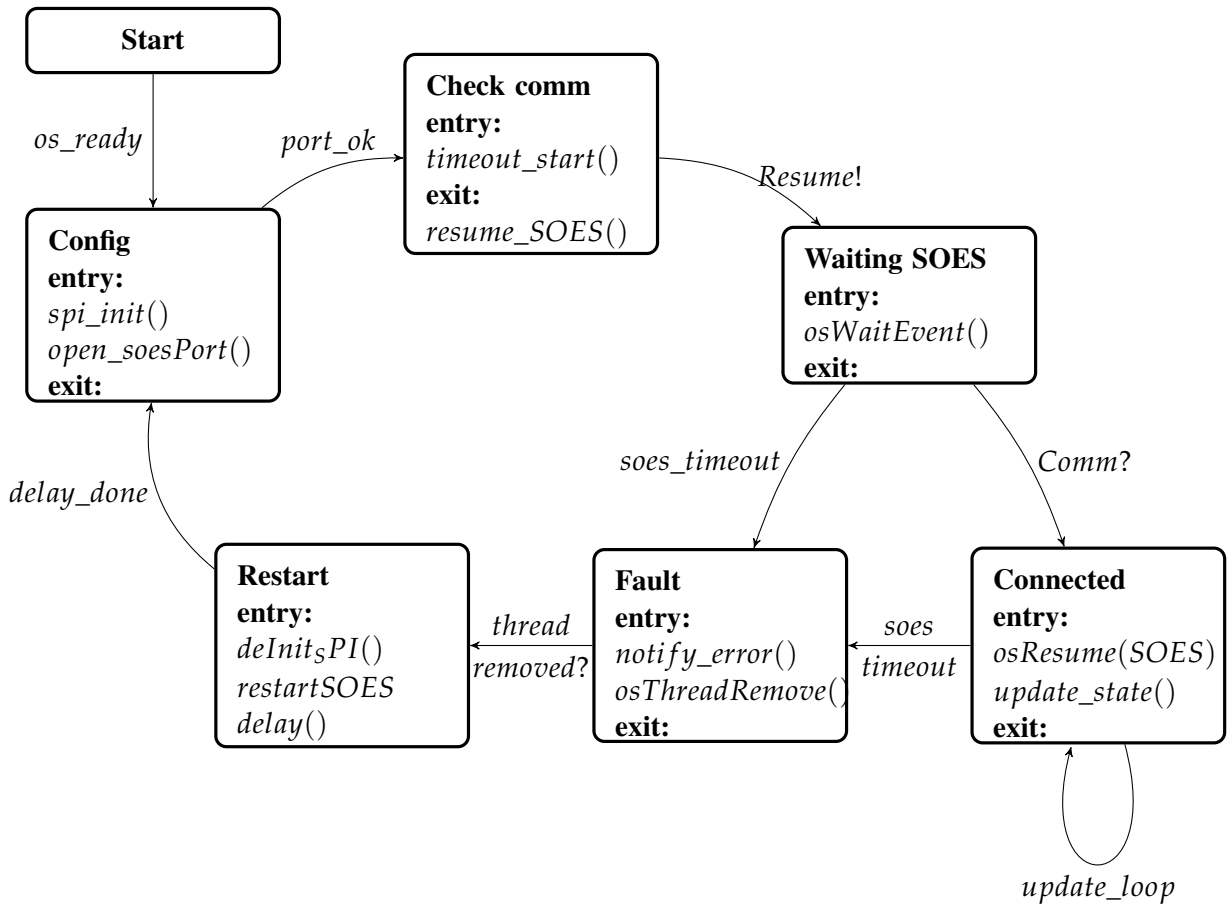 Start
os_ready
port_ok
Check comm
entry:
timeout_start()
exit:
resume_SOES()
Resume!
Config
entry:
spi_init()
open_soesPort()
exit:
Waiting SOES
entry:
osWaitEvent()
exit:
soes_timeout
Comm?
delay_done
Restart
entry:
deInit_SPI()
restartSOES
delay()
thread
removed?
Fault
entry:
notify_error()
osThreadRemove()
exit:
soes
timeout
Connected
entry:
osResume(SOES)
update_state()
exit:
update_loop